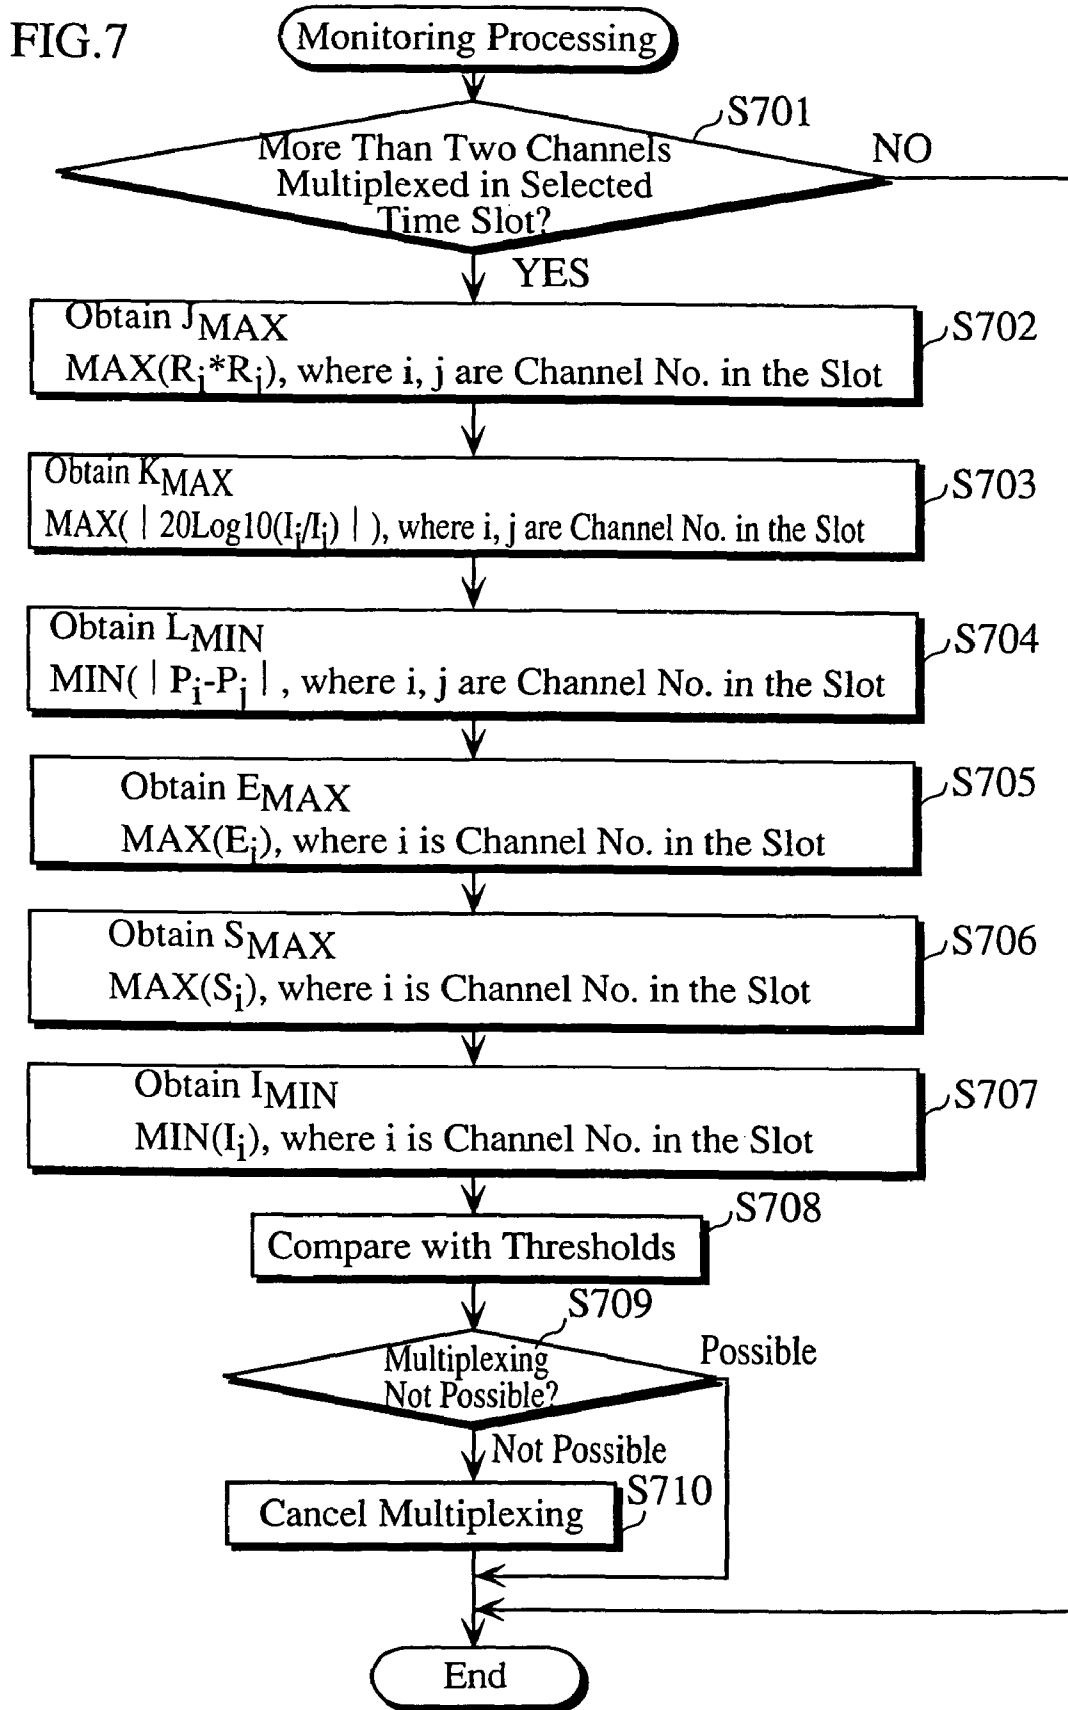 FIG.7
Monitoring Processing
S701
More Than Two Channels
Multiplexed in Selected
Time Slot?
NO
YES
Obtain JMAX
MAX(Ri*Rj), where i, j are Channel No. in the Slot
S702
Obtain KMAX
MAX( | 20Log10(Ii/Ij) | ), where i, j are Channel No. in the Slot
S703
Obtain LMIN
MIN( | Pi-Pj | , where i, j are Channel No. in the Slot
S704
Obtain EMAX
MAX(Ei), where i is Channel No. in the Slot
S705
Obtain SMAX
MAX(Si), where i is Channel No. in the Slot
S706
Obtain IMIN
MIN(Ii), where i is Channel No. in the Slot
S707
S708
Compare with Thresholds
S709
Multiplexing
Not Possible?
Possible
Not Possible
S710
Cancel Multiplexing
End